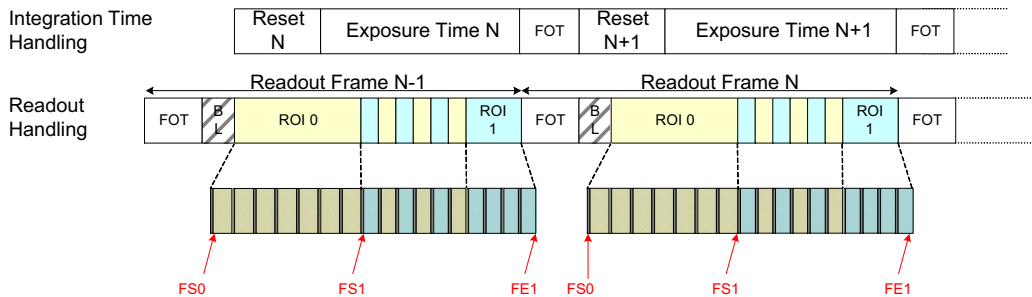 Integration Time
Handling
Reset
N
Exposure Time N
FOT
Reset
N+1
Exposure Time N+1
FOT
Readout Frame N-1
Readout Frame N
Readout
Handling
FOT
B
L
ROI 0
ROI
1
FOT
B
L
ROI 0
ROI
1
FOT
FS0
FS1
FE1
FS0
FS1
FE1